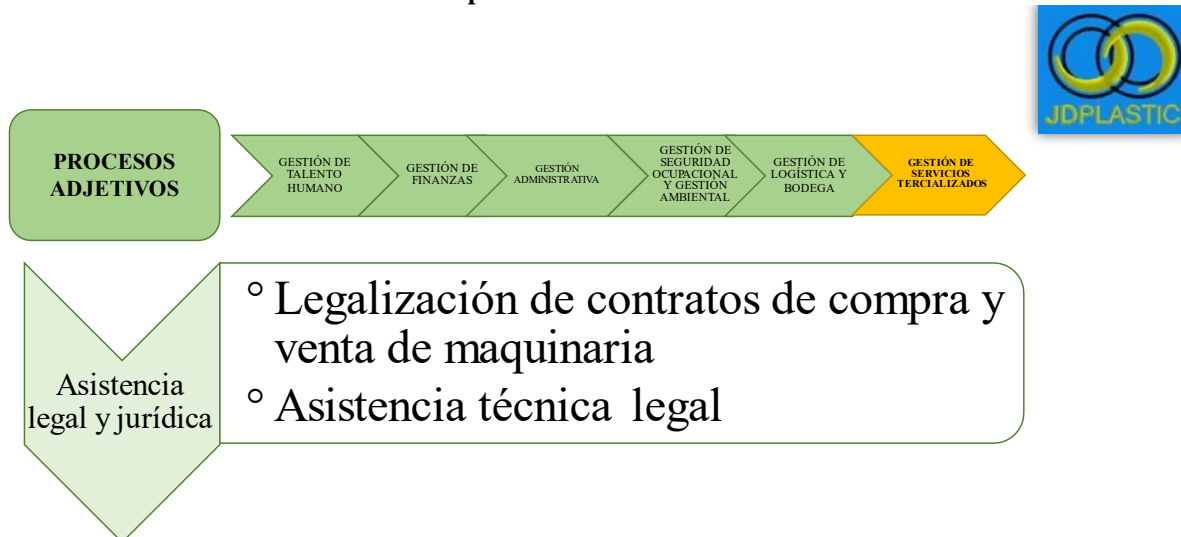 JDPLASTIC
PROCESOS
ADJETIVOS
GESTIÓN DE
TALENTO
HUMANO
GESTIÓN DE
FINANZAS
GESTIÓN
ADMINISTRATIVA
GESTIÓN DE
SEGURIDAD
OCUPACIONAL
Y GESTIÓN
AMBIENTAL
GESTIÓN DE
LOGÍSTICA Y
BODEGA
GESTIÓN DE
SERVICIOS
TERCIALIZADOS
Asistencia
legal y jurídica
° Legalización de contratos de compra y
venta de maquinaria
° Asistencia técnica legal